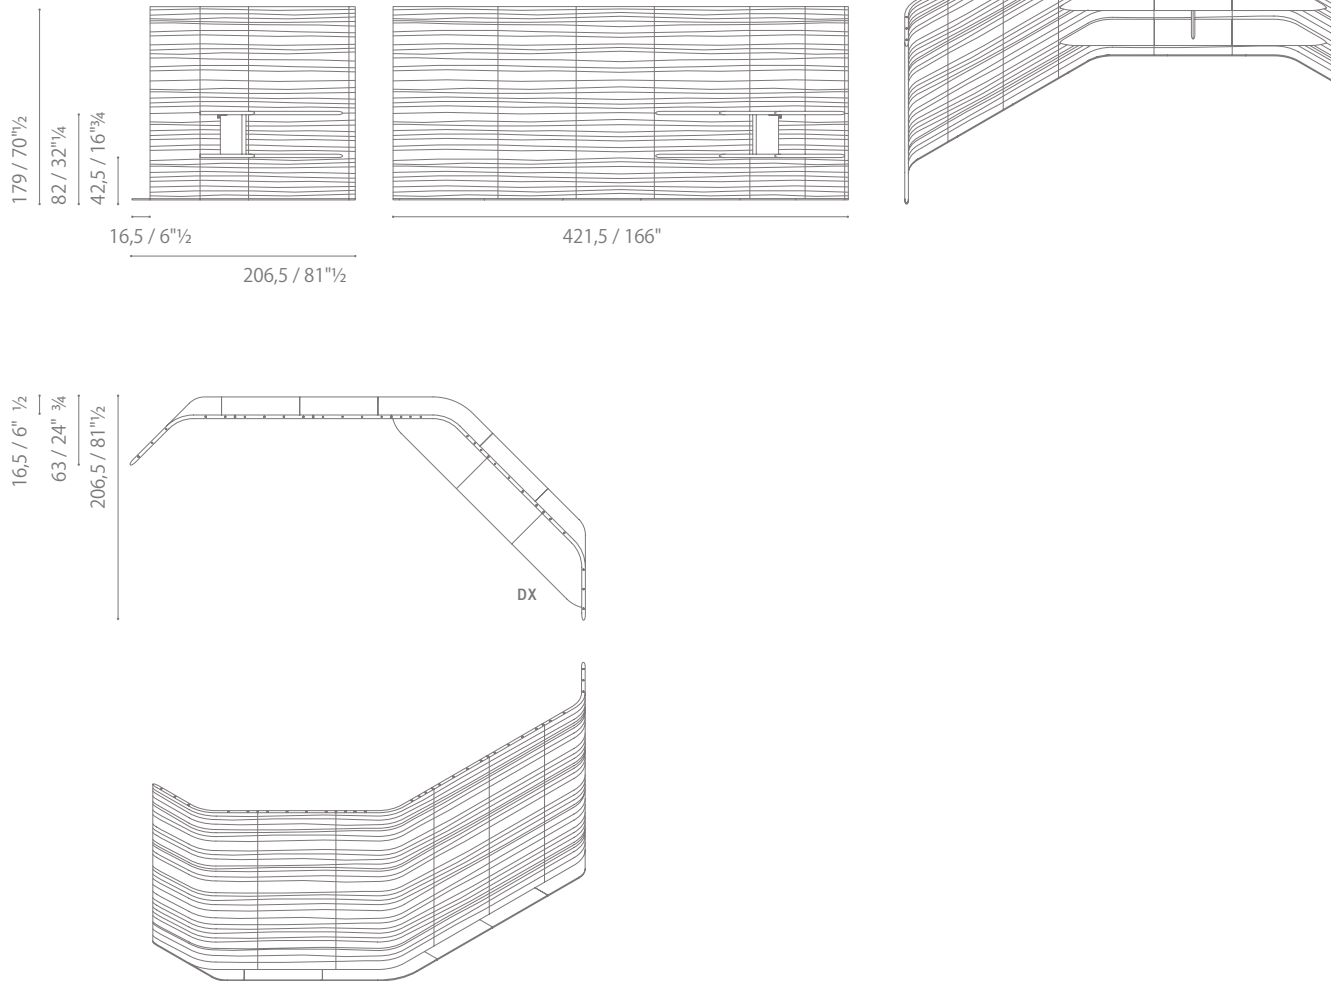 179 / 70"½
82 / 32"¼
42,5 / 16"¾
16,5 / 6"½
206,5 / 81"½
421,5 / 166"
16,5 / 6" ½
63 / 24" ¾
206,5 / 81"½
DX